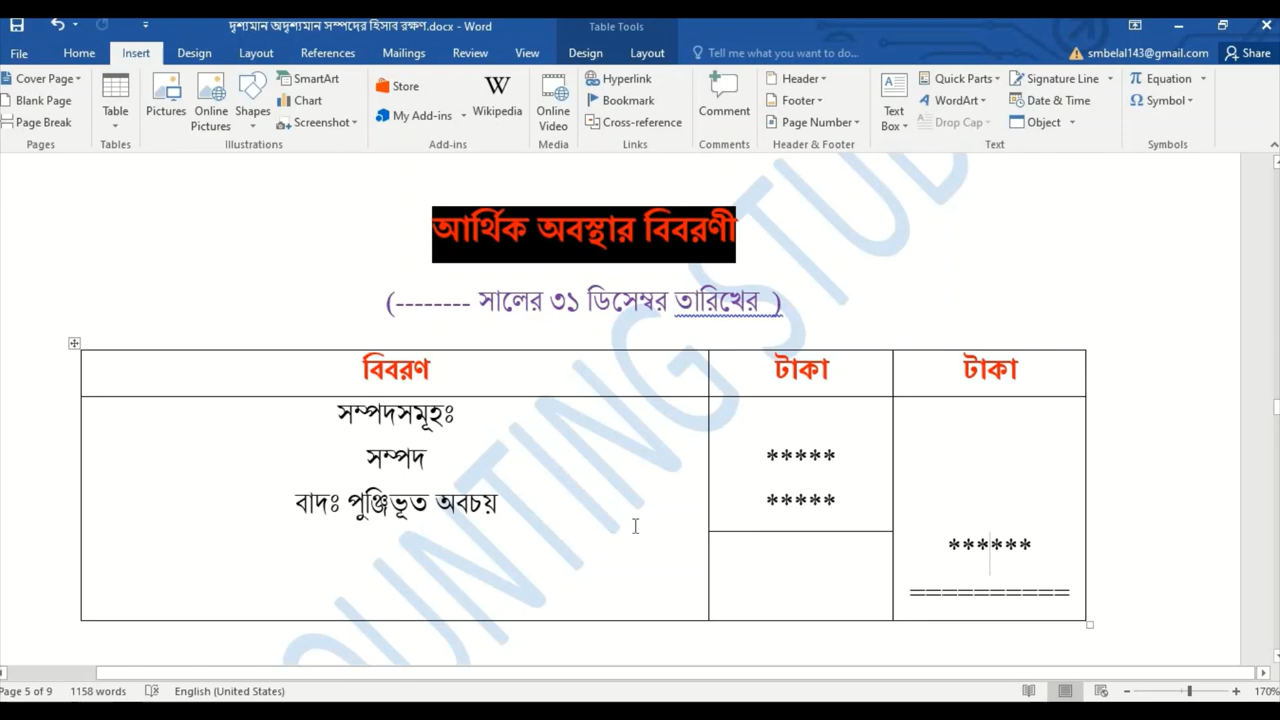 দৃশ্যমান অদৃশ্যমান সম্পদের হিসাব রক্ষণ.docx - Word
Table Tools
File Home Insert Design Layout References Mailings Review View Design Layout Tell me what you want to do... smbelal143@gmail.com Share
Cover Page
Blank Page
Page Break
Pages
Table
Tables
Pictures
Online Pictures
Shapes
SmartArt
Chart
Screenshot
Illustrations
Store
My Add-ins
Wikipedia
Add-ins
Online Video
Media
Hyperlink
Bookmark
Cross-reference
Links
Comment
Comments
Header
Footer
Page Number
Header & Footer
Text Box
Quick Parts
WordArt
Drop Cap
Signature Line
Date & Time
Object
Text
Equation
Symbol
Symbols
আর্থিক অবস্থার বিবরণী
(-------- সালের ৩১ ডিসেম্বর তারিখের )
বিবরণ টাকা টাকা
সম্পদসমূহঃ
সম্পদ *****
বাদঃ পুঞ্জিভূত অবচয় *****
******
==========
Page 5 of 9 1158 words English (United States) 170%